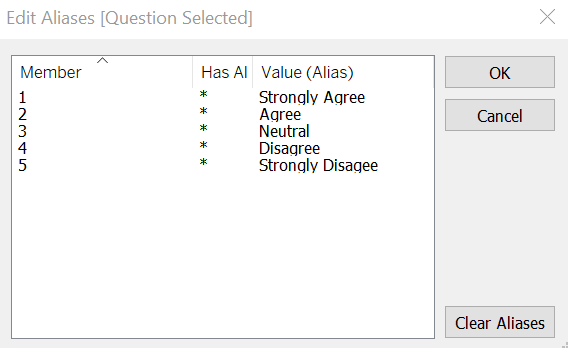 Edit Aliases [Question Selected]
Member Has Al Value (Alias)
1 * Strongly Agree
2 * Agree
3 * Neutral
4 * Disagree
5 * Strongly Disagee
OK
Cancel
Clear Aliases